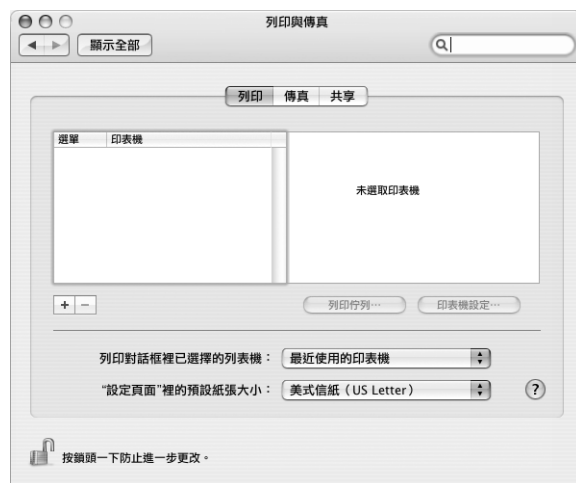 列印與傳真
顯示全部
列印 傳真 共享
選單 印表機
未選取印表機
+ −
列印佇列… 印表機設定…
列印對話框裡已選擇的列表機： 最近使用的印表機
“設定頁面”裡的預設紙張大小： 美式信紙（US Letter） ?
按鎖頭一下防止進一步更改。